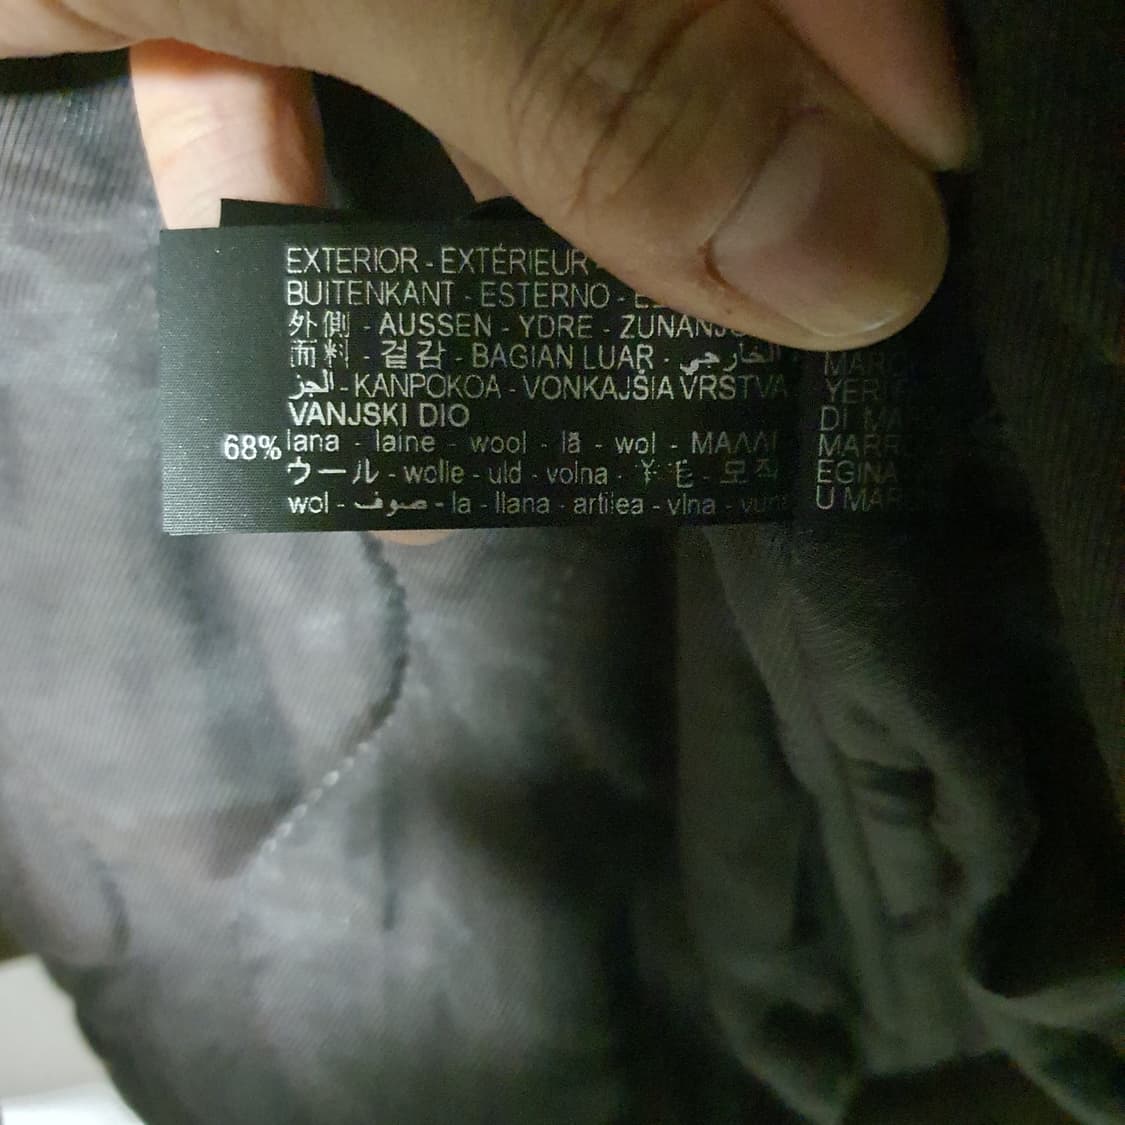 EXTERIOR - EXTÉRIEUR -
BUITENKANT - ESTERNO -
外側 - AUSSEN - YDRE -
面料 - 겉감 - BAGIAN LUAR - الخارجي
الجز - KANPOKOA - VONKAJŠIA VRSTVA
VANJSKI DIO
68% lana - laine - wool - lã - wol -
ウール - wolle - uld - volna - 羊毛 - 모직
wol - صوف - la - llana - artilea - vlna -
DI
U